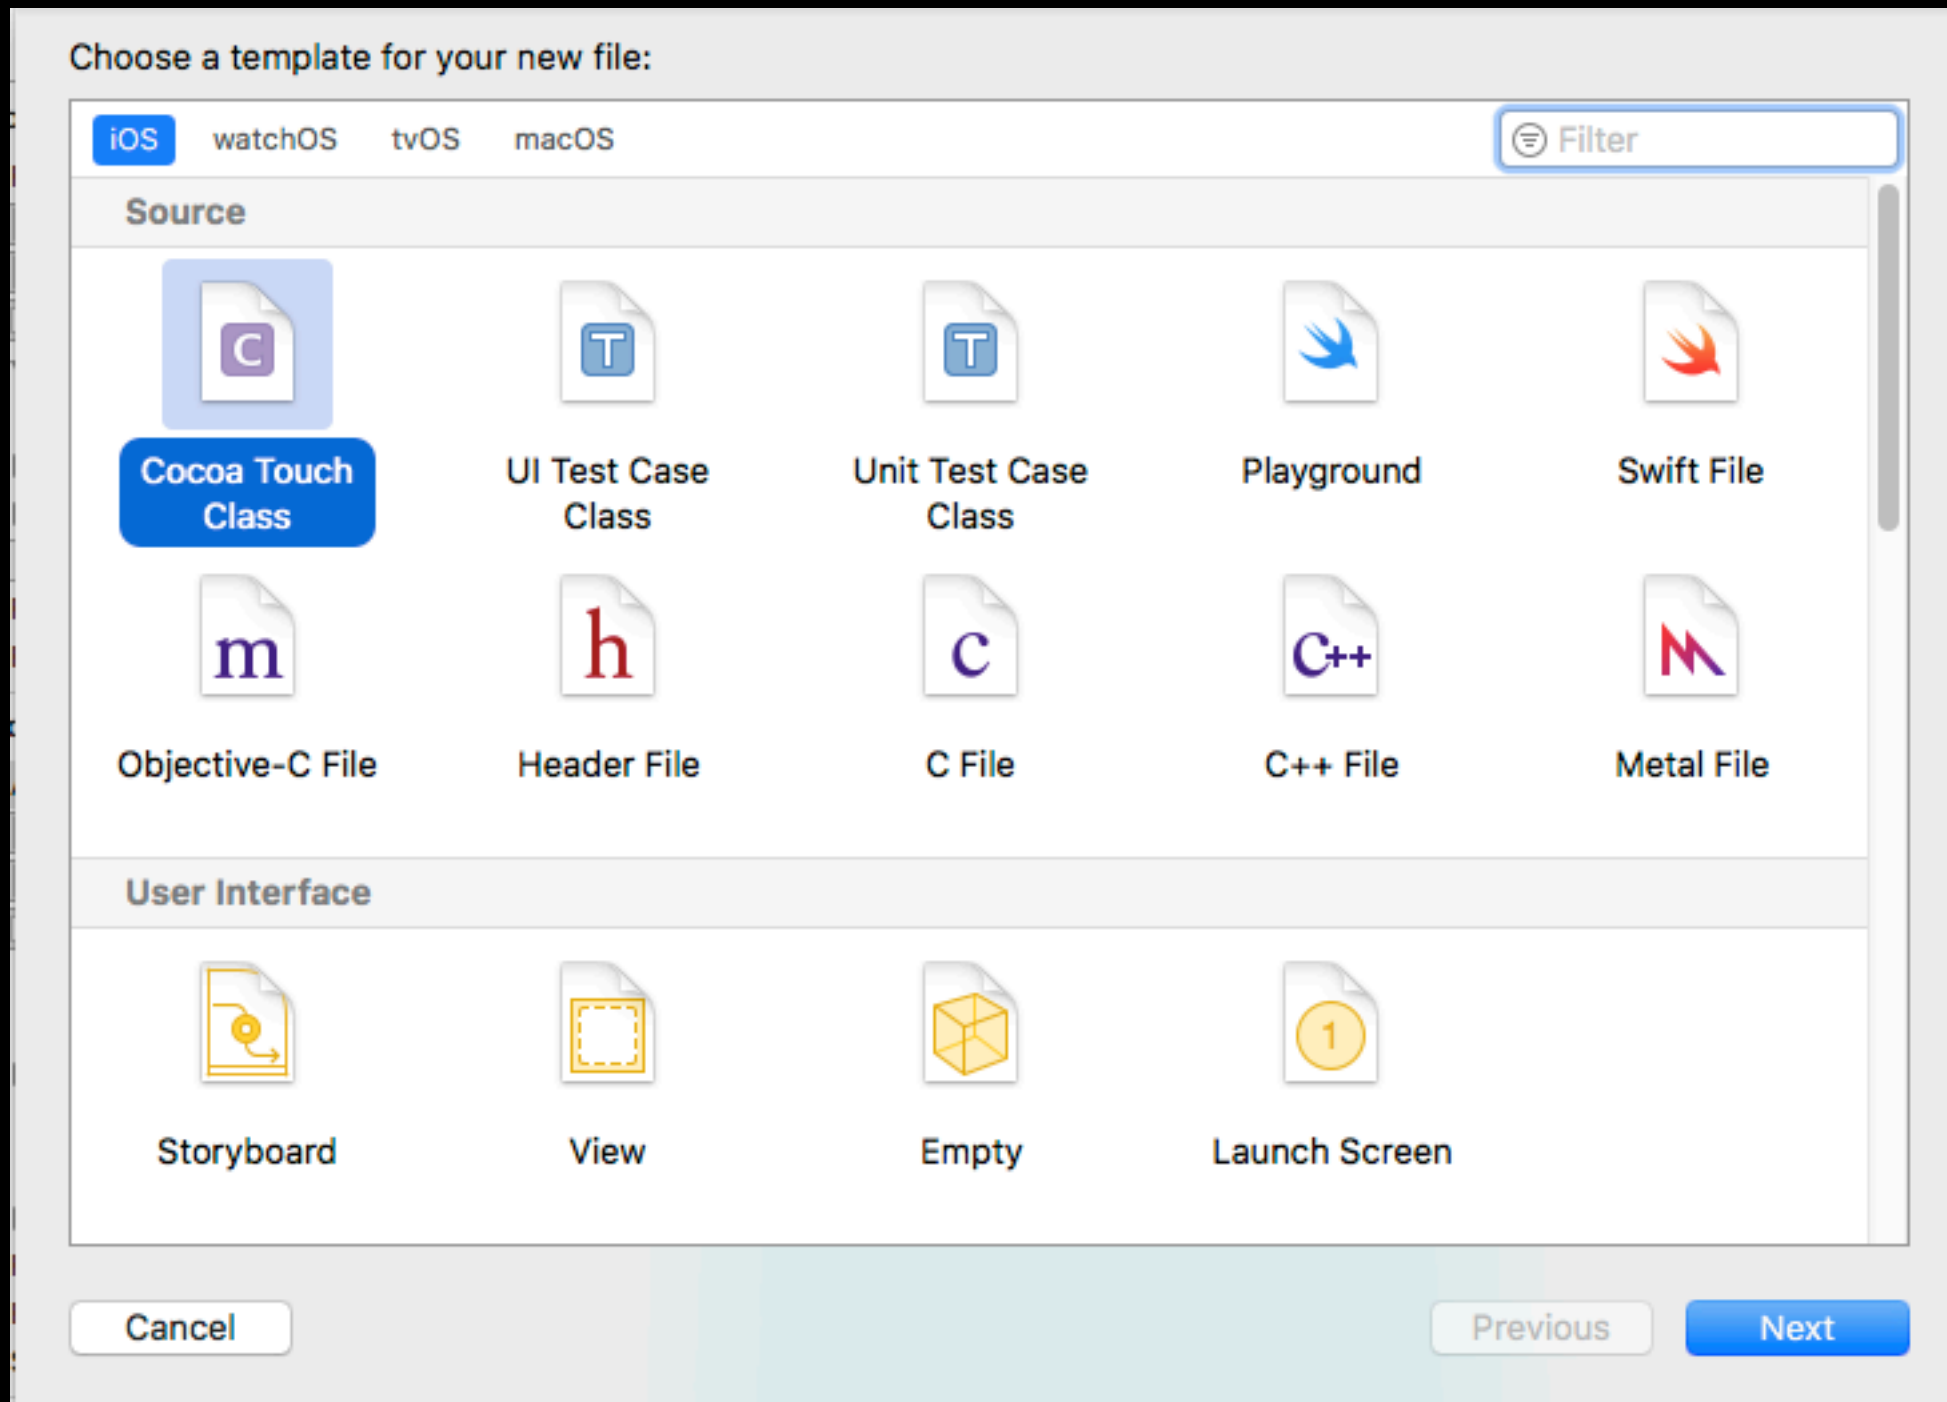 Choose a template for your new file:
iOS watchOS tvOS macOS Filter
Source
C T T
Cocoa Touch UI Test Case Unit Test Case Playground Swift File
Class Class Class
m h c C++
Objective-C File Header File C File C++ File Metal File
User Interface
1
Storyboard View Empty Launch Screen
Cancel Previous Next